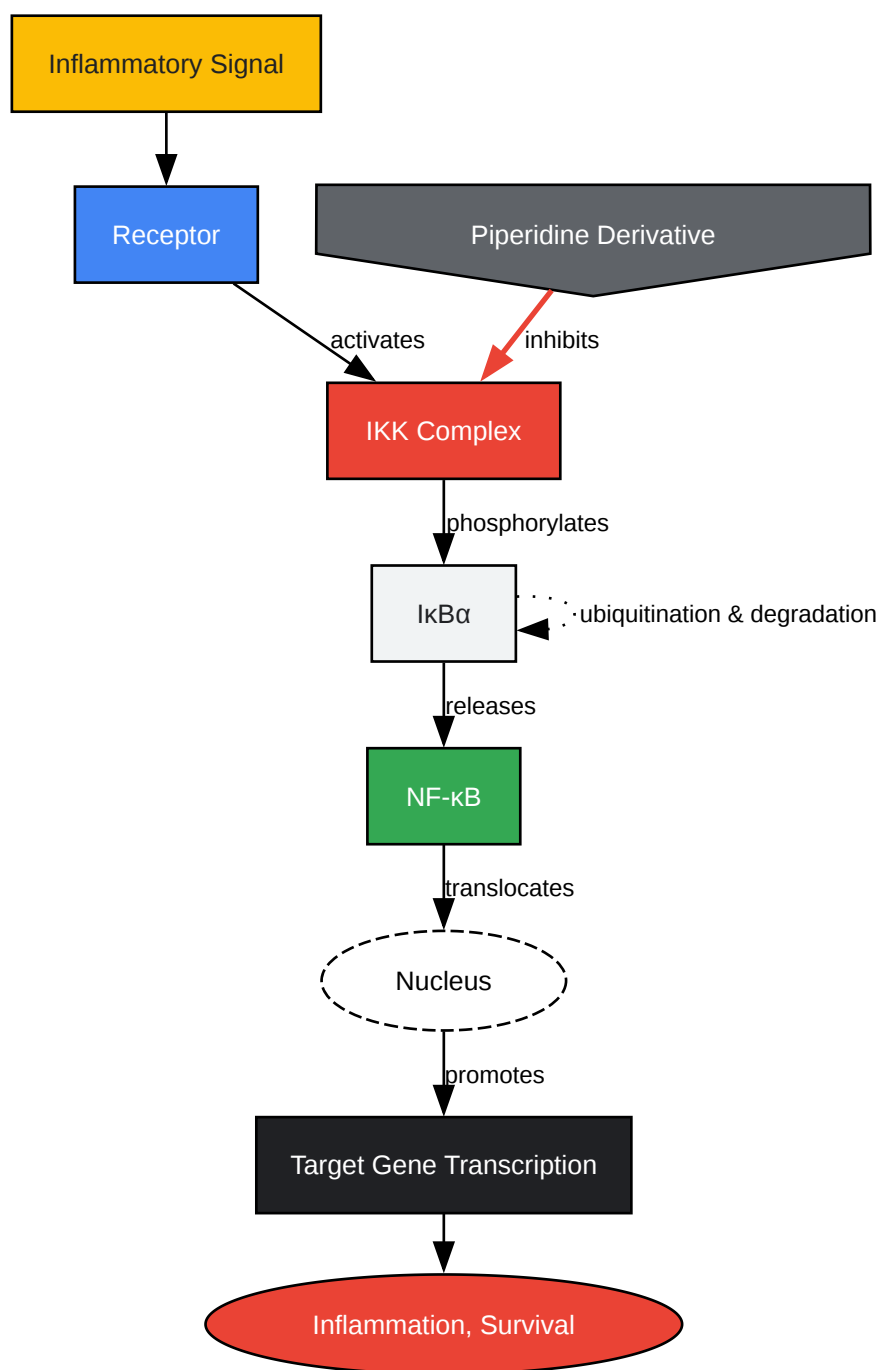 Inflammatory Signal
Receptor
Piperidine Derivative
activates
inhibits
IKK Complex
phosphorylates
IκBα
ubiquitination & degradation
releases
NF-κB
translocates
Nucleus
promotes
Target Gene Transcription
Inflammation, Survival